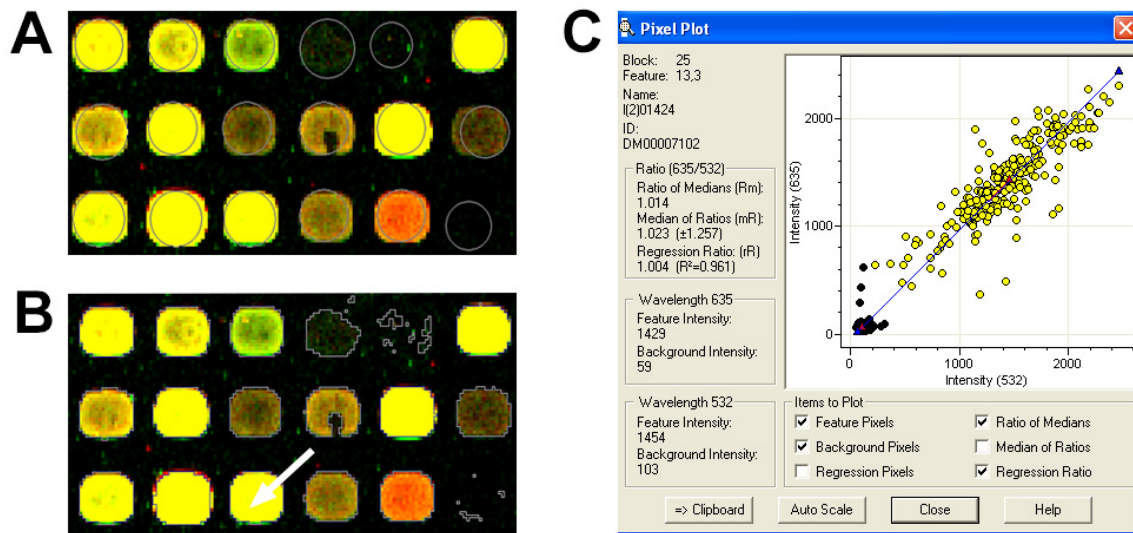 A
B
C
Pixel Plot
Block: 25
Feature: 13,3
Name:
l(2)01424
ID:
DM00007102
Ratio (635/532)
Ratio of Medians (Rm):
1.014
Median of Ratios (mR):
1.023 (±1.257)
Regression Ratio: (rR)
1.004 (R²=0.961)
Wavelength 635
Feature Intensity:
1429
Background Intensity:
59
Wavelength 532
Feature Intensity:
1454
Background Intensity:
103
Intensity (635)
2000
1000
0
0 1000 2000
Intensity (532)
Items to Plot
Feature Pixels
Ratio of Medians
Background Pixels
Median of Ratios
Regression Pixels
Regression Ratio
=> Clipboard
Auto Scale
Close
Help